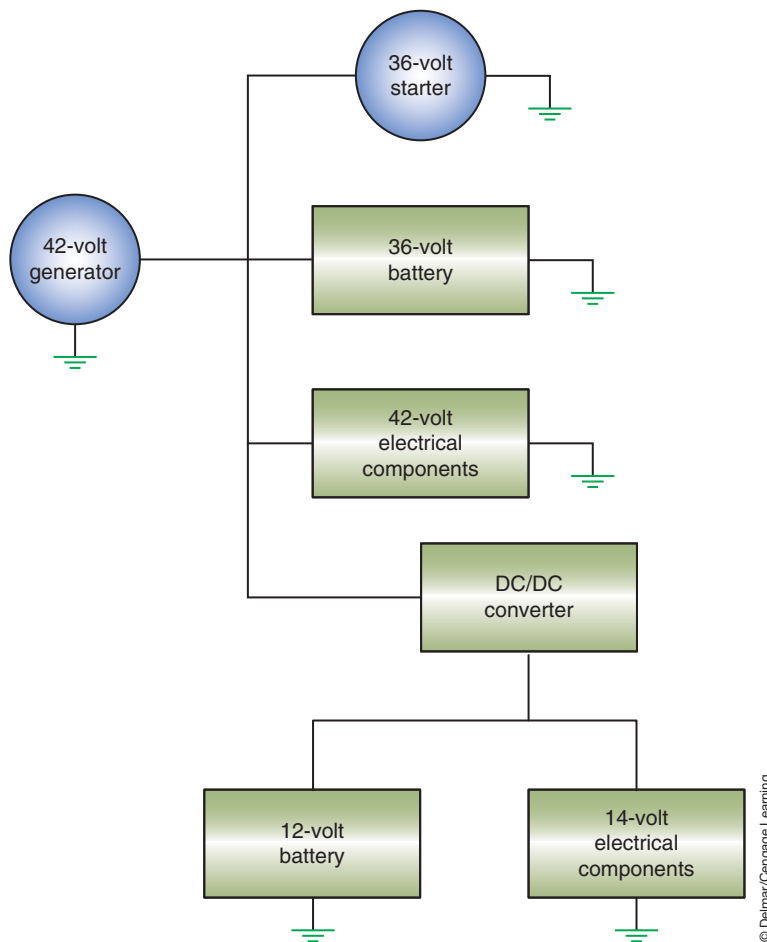 36-volt
starter
42-volt
generator
36-volt
battery
42-volt
electrical
components
DC/DC
converter
12-volt
battery
14-volt
electrical
components
© Delmar/Cengage Learning